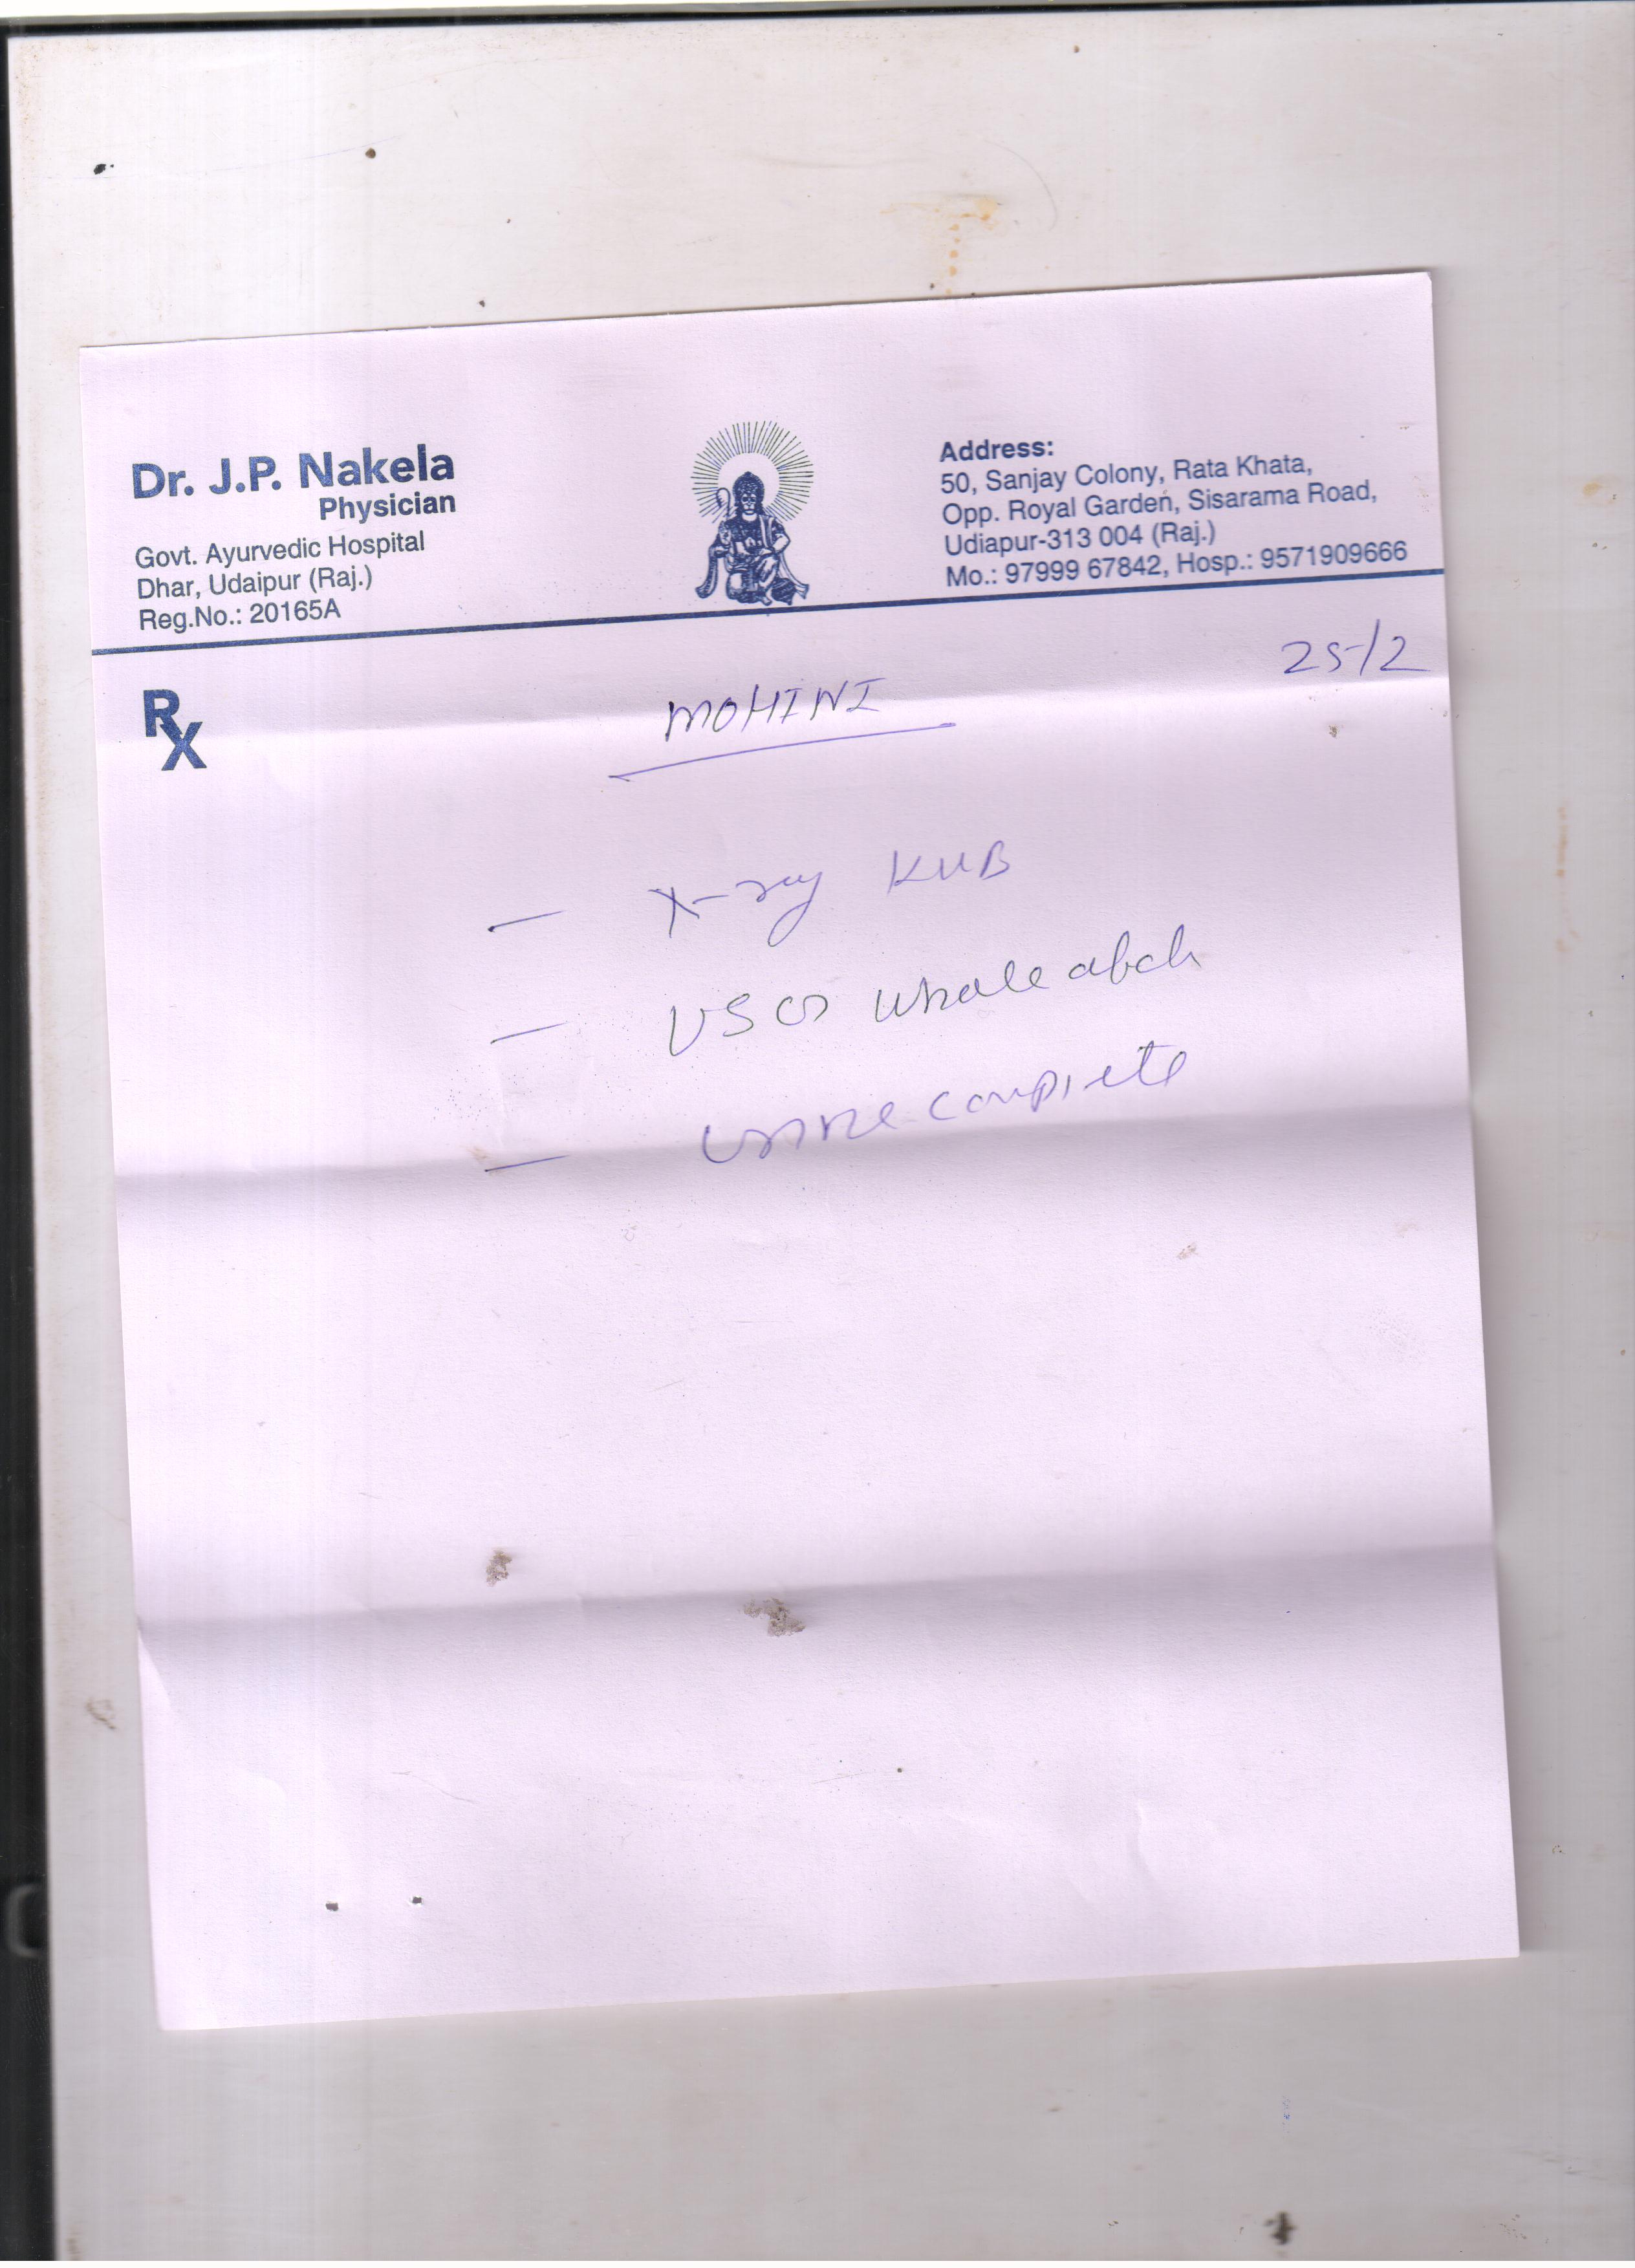 Dr. J.P. Nakela
Physician
Govt. Ayurvedic Hospital
Dhar, Udaipur (Raj.)
Reg.No.: 20165A
Address:
50, Sanjay Colony, Rata Khata,
Opp. Royal Garden, Sisarama Road,
Udiapur-313 004 (Raj.)
Mo.: 97999 67842, Hosp.: 9571909666
25/2
Rx
MOHINI
- X-ray KUB
- USG whole abd
- Urine complete